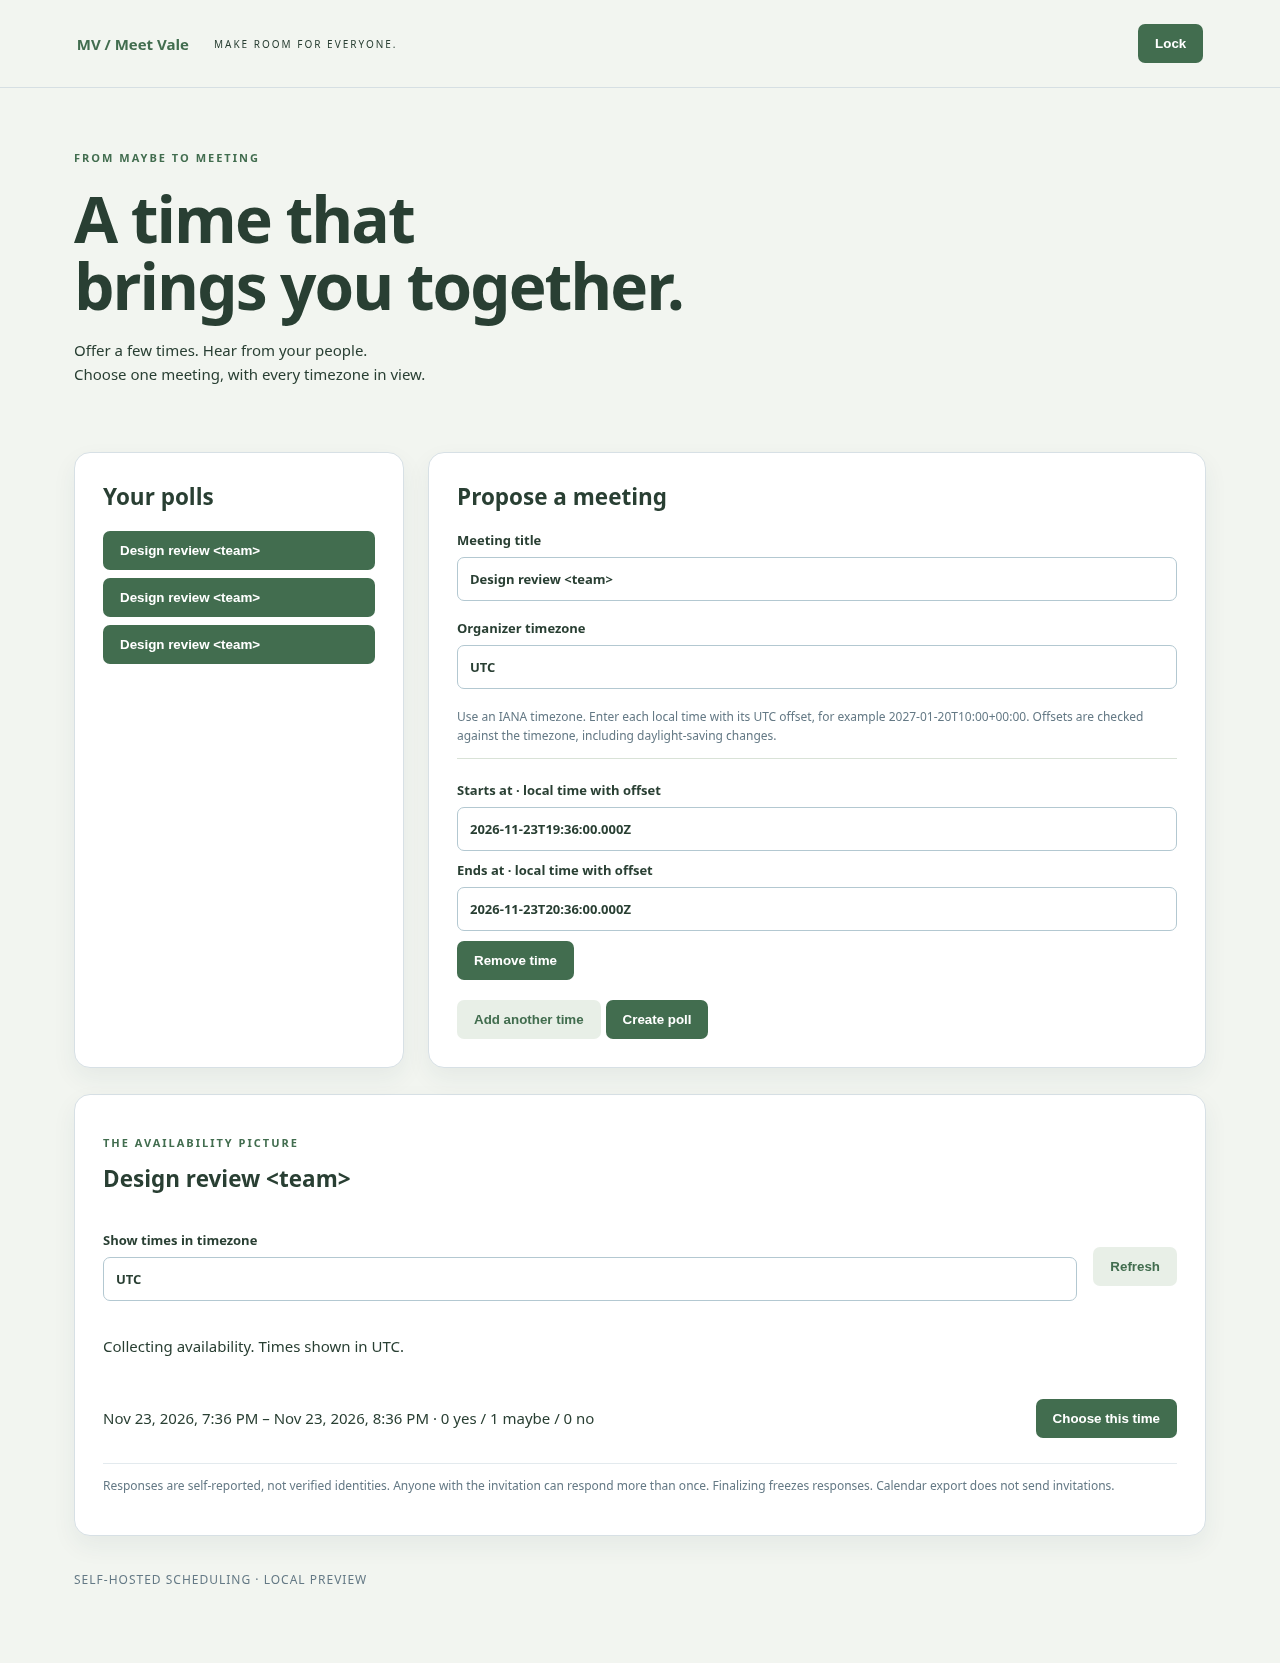 MV / Meet Vale
MAKE ROOM FOR EVERYONE.
Lock
FROM MAYBE TO MEETING
A time that
brings you together.
Offer a few times. Hear from your people.
Choose one meeting, with every timezone in view.
Your polls
Design review <team>
Design review <team>
Design review <team>
Propose a meeting
Meeting title
Design review <team>
Organizer timezone
UTC
Use an IANA timezone. Enter each local time with its UTC offset, for example 2027-01-20T10:00+00:00. Offsets are checked
against the timezone, including daylight-saving changes.
Starts at · local time with offset
2026-11-23T19:36:00.000Z
Ends at · local time with offset
2026-11-23T20:36:00.000Z
Remove time
Add another time
Create poll
THE AVAILABILITY PICTURE
Design review <team>
Show times in timezone
UTC
Refresh
Collecting availability. Times shown in UTC.
Nov 23, 2026, 7:36 PM – Nov 23, 2026, 8:36 PM · 0 yes / 1 maybe / 0 no
Choose this time
Responses are self-reported, not verified identities. Anyone with the invitation can respond more than once. Finalizing freezes responses. Calendar export does not send invitations.
SELF-HOSTED SCHEDULING · LOCAL PREVIEW